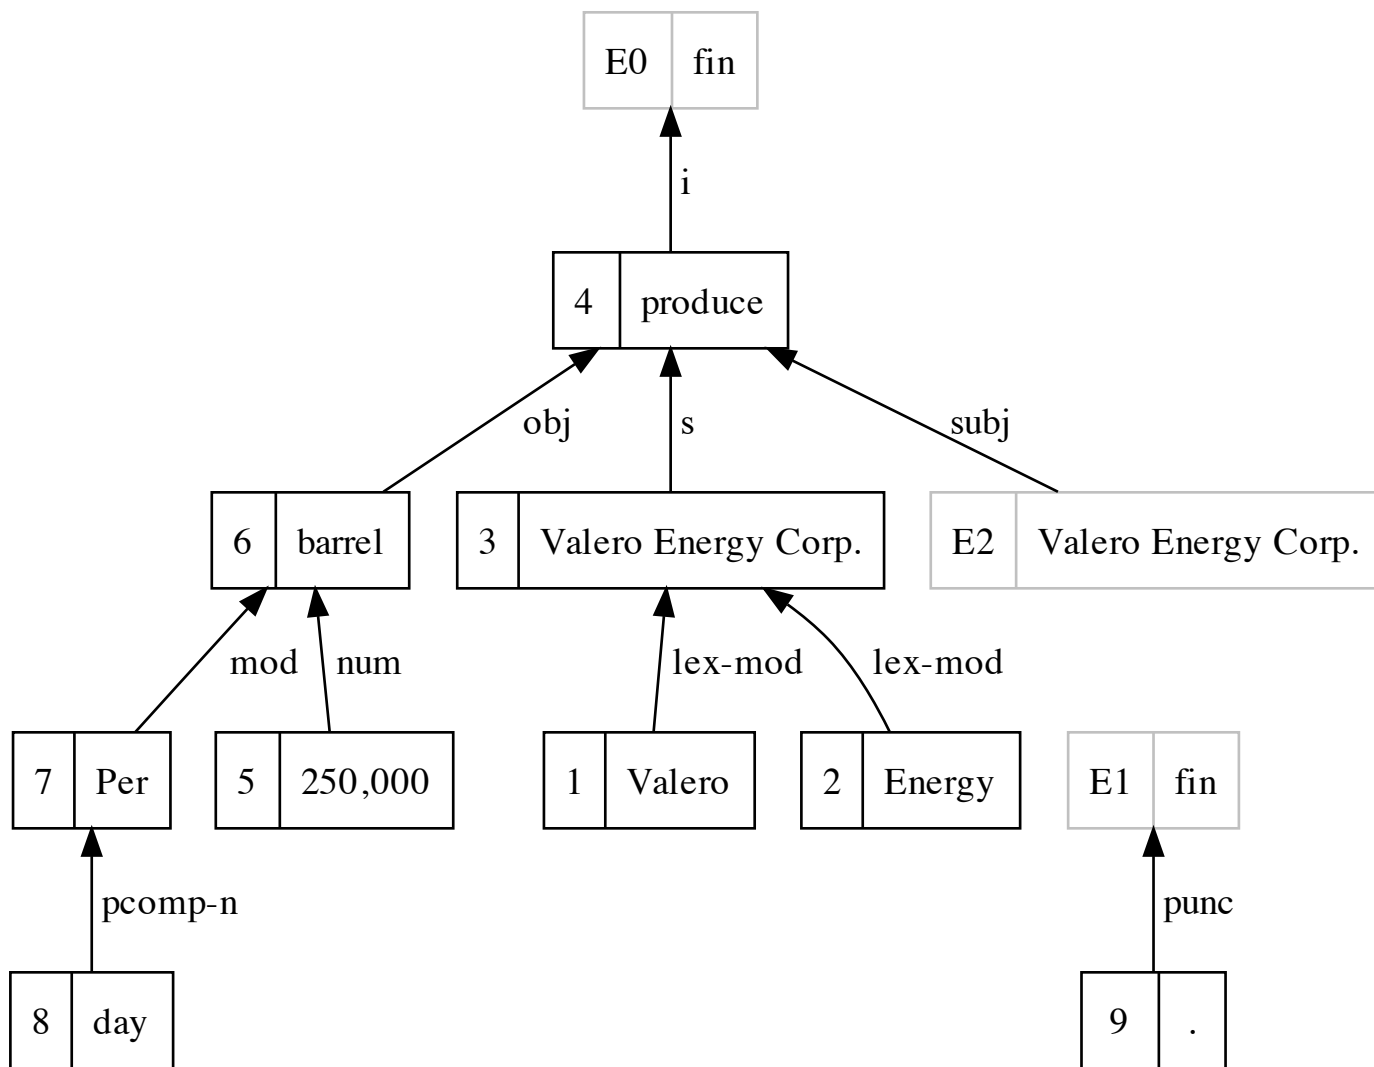 E0 fin
i
4 produce
obj s subj
6 barrel 3 Valero Energy Corp. E2 Valero Energy Corp.
mod num lex-mod lex-mod
7 Per 5 250,000 1 Valero 2 Energy E1 fin
pcomp-n punc
8 day 9 .